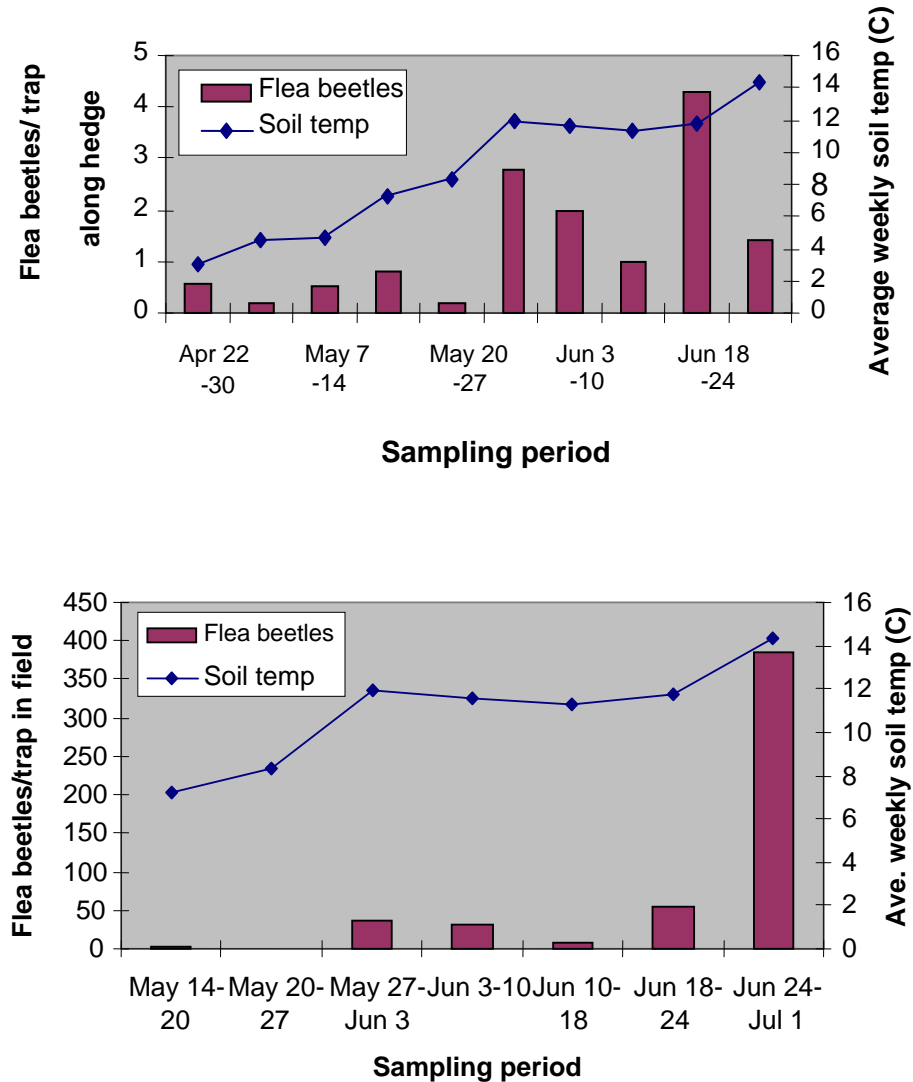 Flea beetles/ trap
along hedge
5
4
3
2
1
0
Flea beetles
Soil temp
16
14
12
10
8
6
4
2
0
Average weekly soil temp (C)
Apr 22 May 7 May 20 Jun 3 Jun 18
-30 -14 -27 -10 -24
Sampling period
Flea beetles/trap in field
450
400
350
300
250
200
150
100
50
0
Flea beetles
Soil temp
16
14
12
10
8
6
4
2
0
Ave. weekly soil temp (C)
May 14- May 20- May 27- Jun 3-10 Jun 10- Jun 18- Jun 24-
20 27 Jun 3 18 24 Jul 1
Sampling period